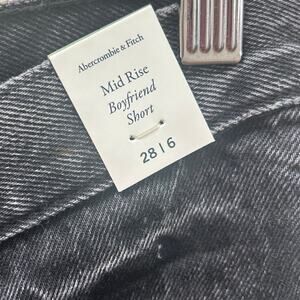 Abercrombie & Fitch
Mid Rise
Boyfriend
Short
28|6